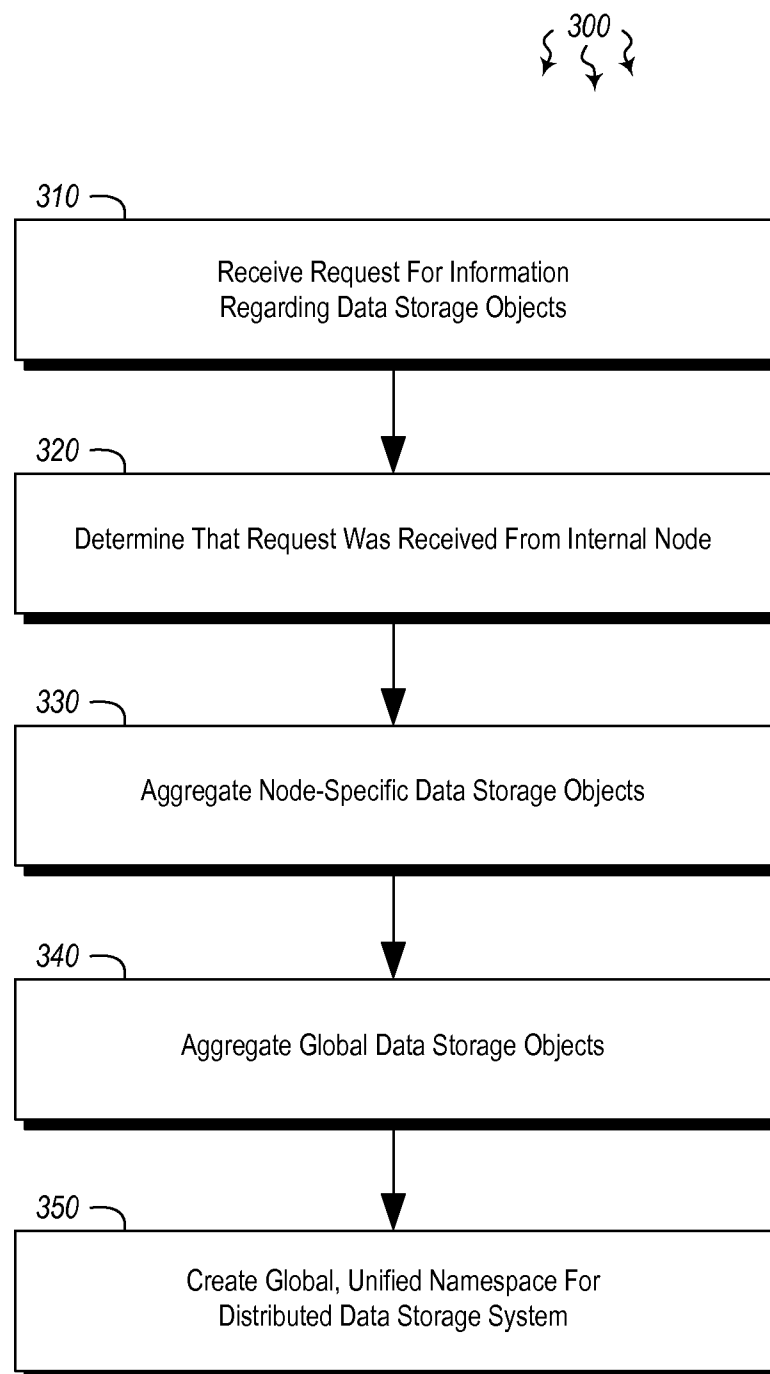 300
310
Receive Request For Information
Regarding Data Storage Objects
320
Determine That Request Was Received From Internal Node
330
Aggregate Node-Specific Data Storage Objects
340
Aggregate Global Data Storage Objects
350
Create Global, Unified Namespace For
Distributed Data Storage System